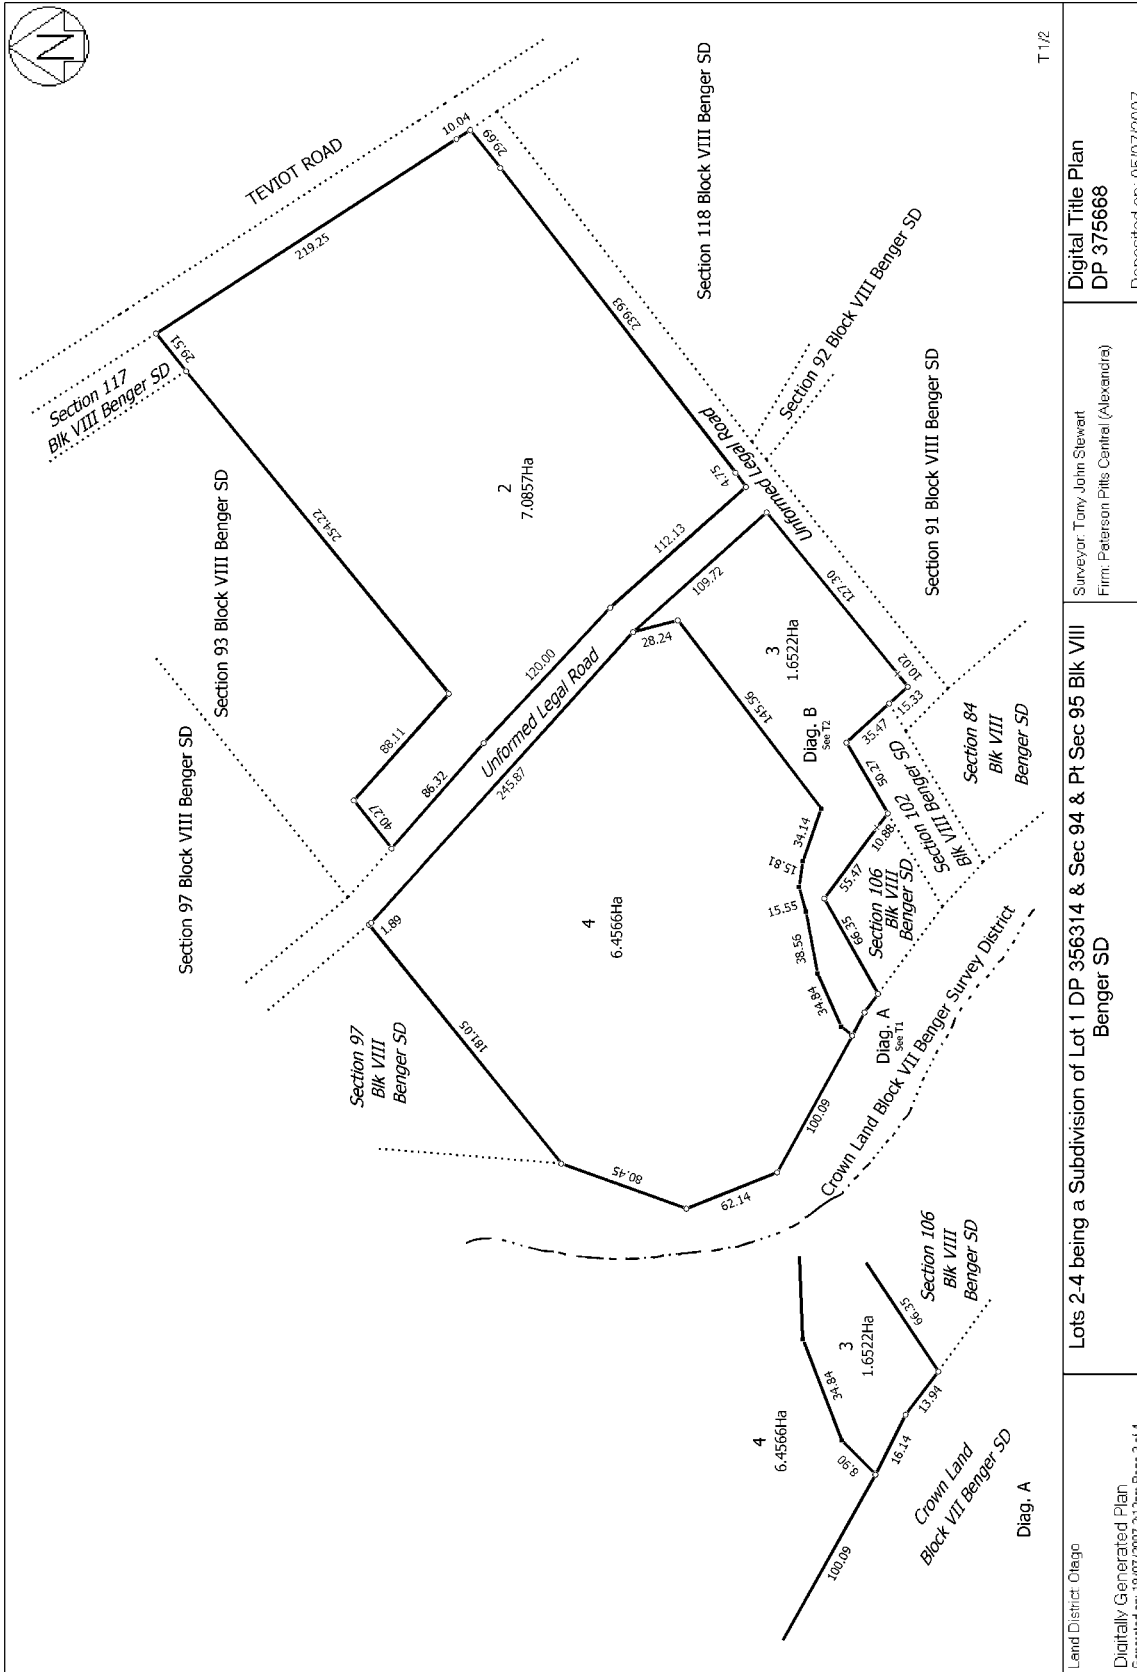 N
TEVIOT ROAD
T 1/2
Section 117
Blk VIII Benger SD
29.51
219.25
10.04
29.69
Section 118 Block VIII Benger SD
Section 93 Block VIII Benger SD
254.22
2
7.0857Ha
239.93
Section 92 Block VIII Benger SD
Section 97 Block VIII Benger SD
88.11
40.27
86.32
120.00
112.13
4.75
Unformed Legal Road
Unformed Legal Road
Unformed Legal Road
245.87
109.72
28.24
Section 91 Block VIII Benger SD
127.30
3
1.6522Ha
Diag. B
See T2
145.56
10.02
15.33
35.47
50.27
Section 84
Blk VIII
Benger SD
Section 102
Blk VIII Benger SD
10.88
55.47
Section 106
Blk VIII
Benger SD
66.35
34.14
15.81
15.55
38.56
34.84
1.89
181.05
Section 97
Blk VIII
Benger SD
4
6.4566Ha
80.45
62.14
100.09
Diag. A
See T1
Crown Land Block VII Benger Survey District
4
6.4566Ha
34.84
8.90
3
1.6522Ha
66.35
Section 106
Blk VIII
Benger SD
13.94
16.14
100.09
Crown Land
Block VII Benger SD
Diag. A
Land District: Otago
Digitally Generated Plan
Lots 2-4 being a Subdivision of Lot 1 DP 356314 & Sec 94 & Pt Sec 95 Blk VIII
Benger SD
Surveyor: Tony John Stewart
Firm: Paterson Pitts Central (Alexandra)
Digital Title Plan
DP 375668